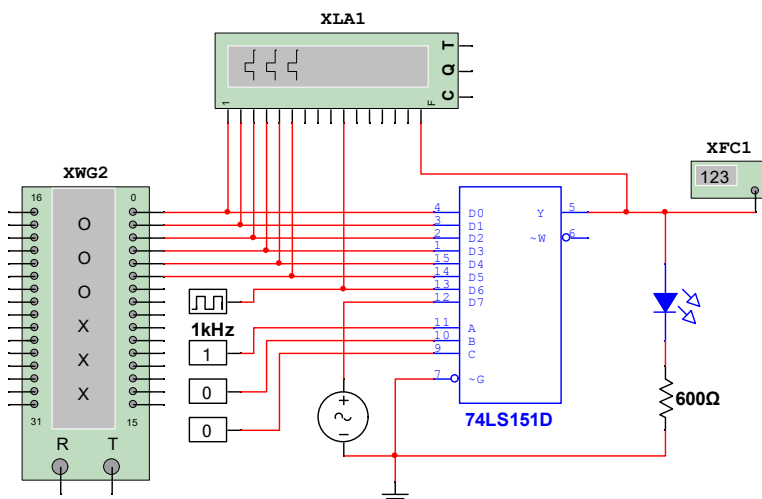 XLA1
T
Q
C
1
F
XWG2
XFC1
123
16
0
O
O
O
X
X
X
31
15
R
T
4
D0
Y
5
3
D1
2
D2
~W
6
1
D3
15
D4
14
D5
13
D6
12
D7
1kHz
11
A
1
10
B
9
C
0
7
~G
0
74LS151D
600Ω